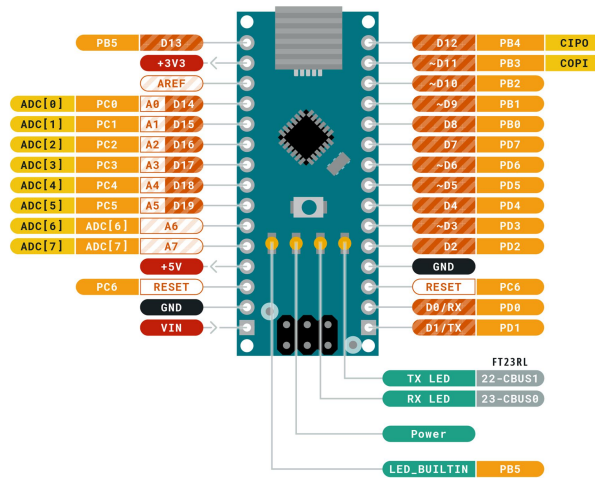 PB5 D13
+3V3
AREF
ADC[0] PC0 A0 D14
ADC[1] PC1 A1 D15
ADC[2] PC2 A2 D16
ADC[3] PC3 A3 D17
ADC[4] PC4 A4 D18
ADC[5] PC5 A5 D19
ADC[6] ADC[6] A6
ADC[7] ADC[7] A7
+5V
PC6 RESET
GND
VIN
D12 PB4 CIPO
~D11 PB3 COPI
~D10 PB2
~D9 PB1
D8 PB0
D7 PD7
~D6 PD6
~D5 PD5
D4 PD4
~D3 PD3
D2 PD2
GND
RESET PC6
D0/RX PD0
D1/TX PD1
FT23RL
TX LED 22-CBUS1
RX LED 23-CBUS0
Power
LED_BUILTIN PB5